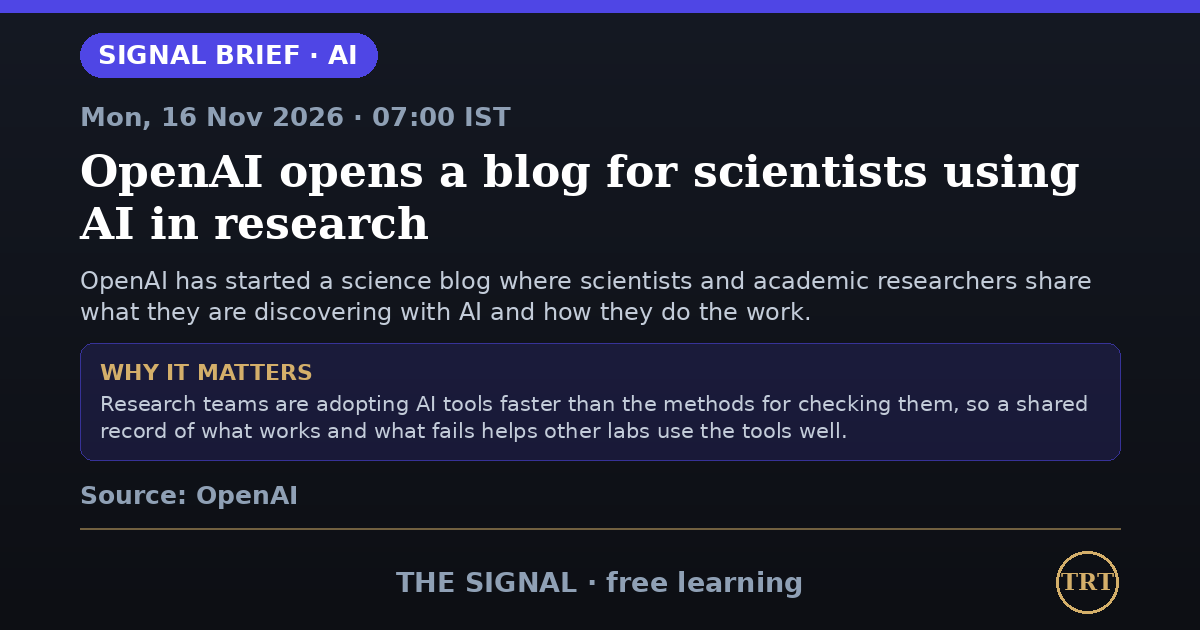 SIGNAL BRIEF · AI
Mon, 16 Nov 2026 · 07:00 IST
OpenAI opens a blog for scientists using
AI in research
OpenAI has started a science blog where scientists and academic researchers share
what they are discovering with AI and how they do the work.
WHY IT MATTERS
Research teams are adopting AI tools faster than the methods for checking them, so a shared
record of what works and what fails helps other labs use the tools well.
Source: OpenAI
THE SIGNAL · free learning
TRT